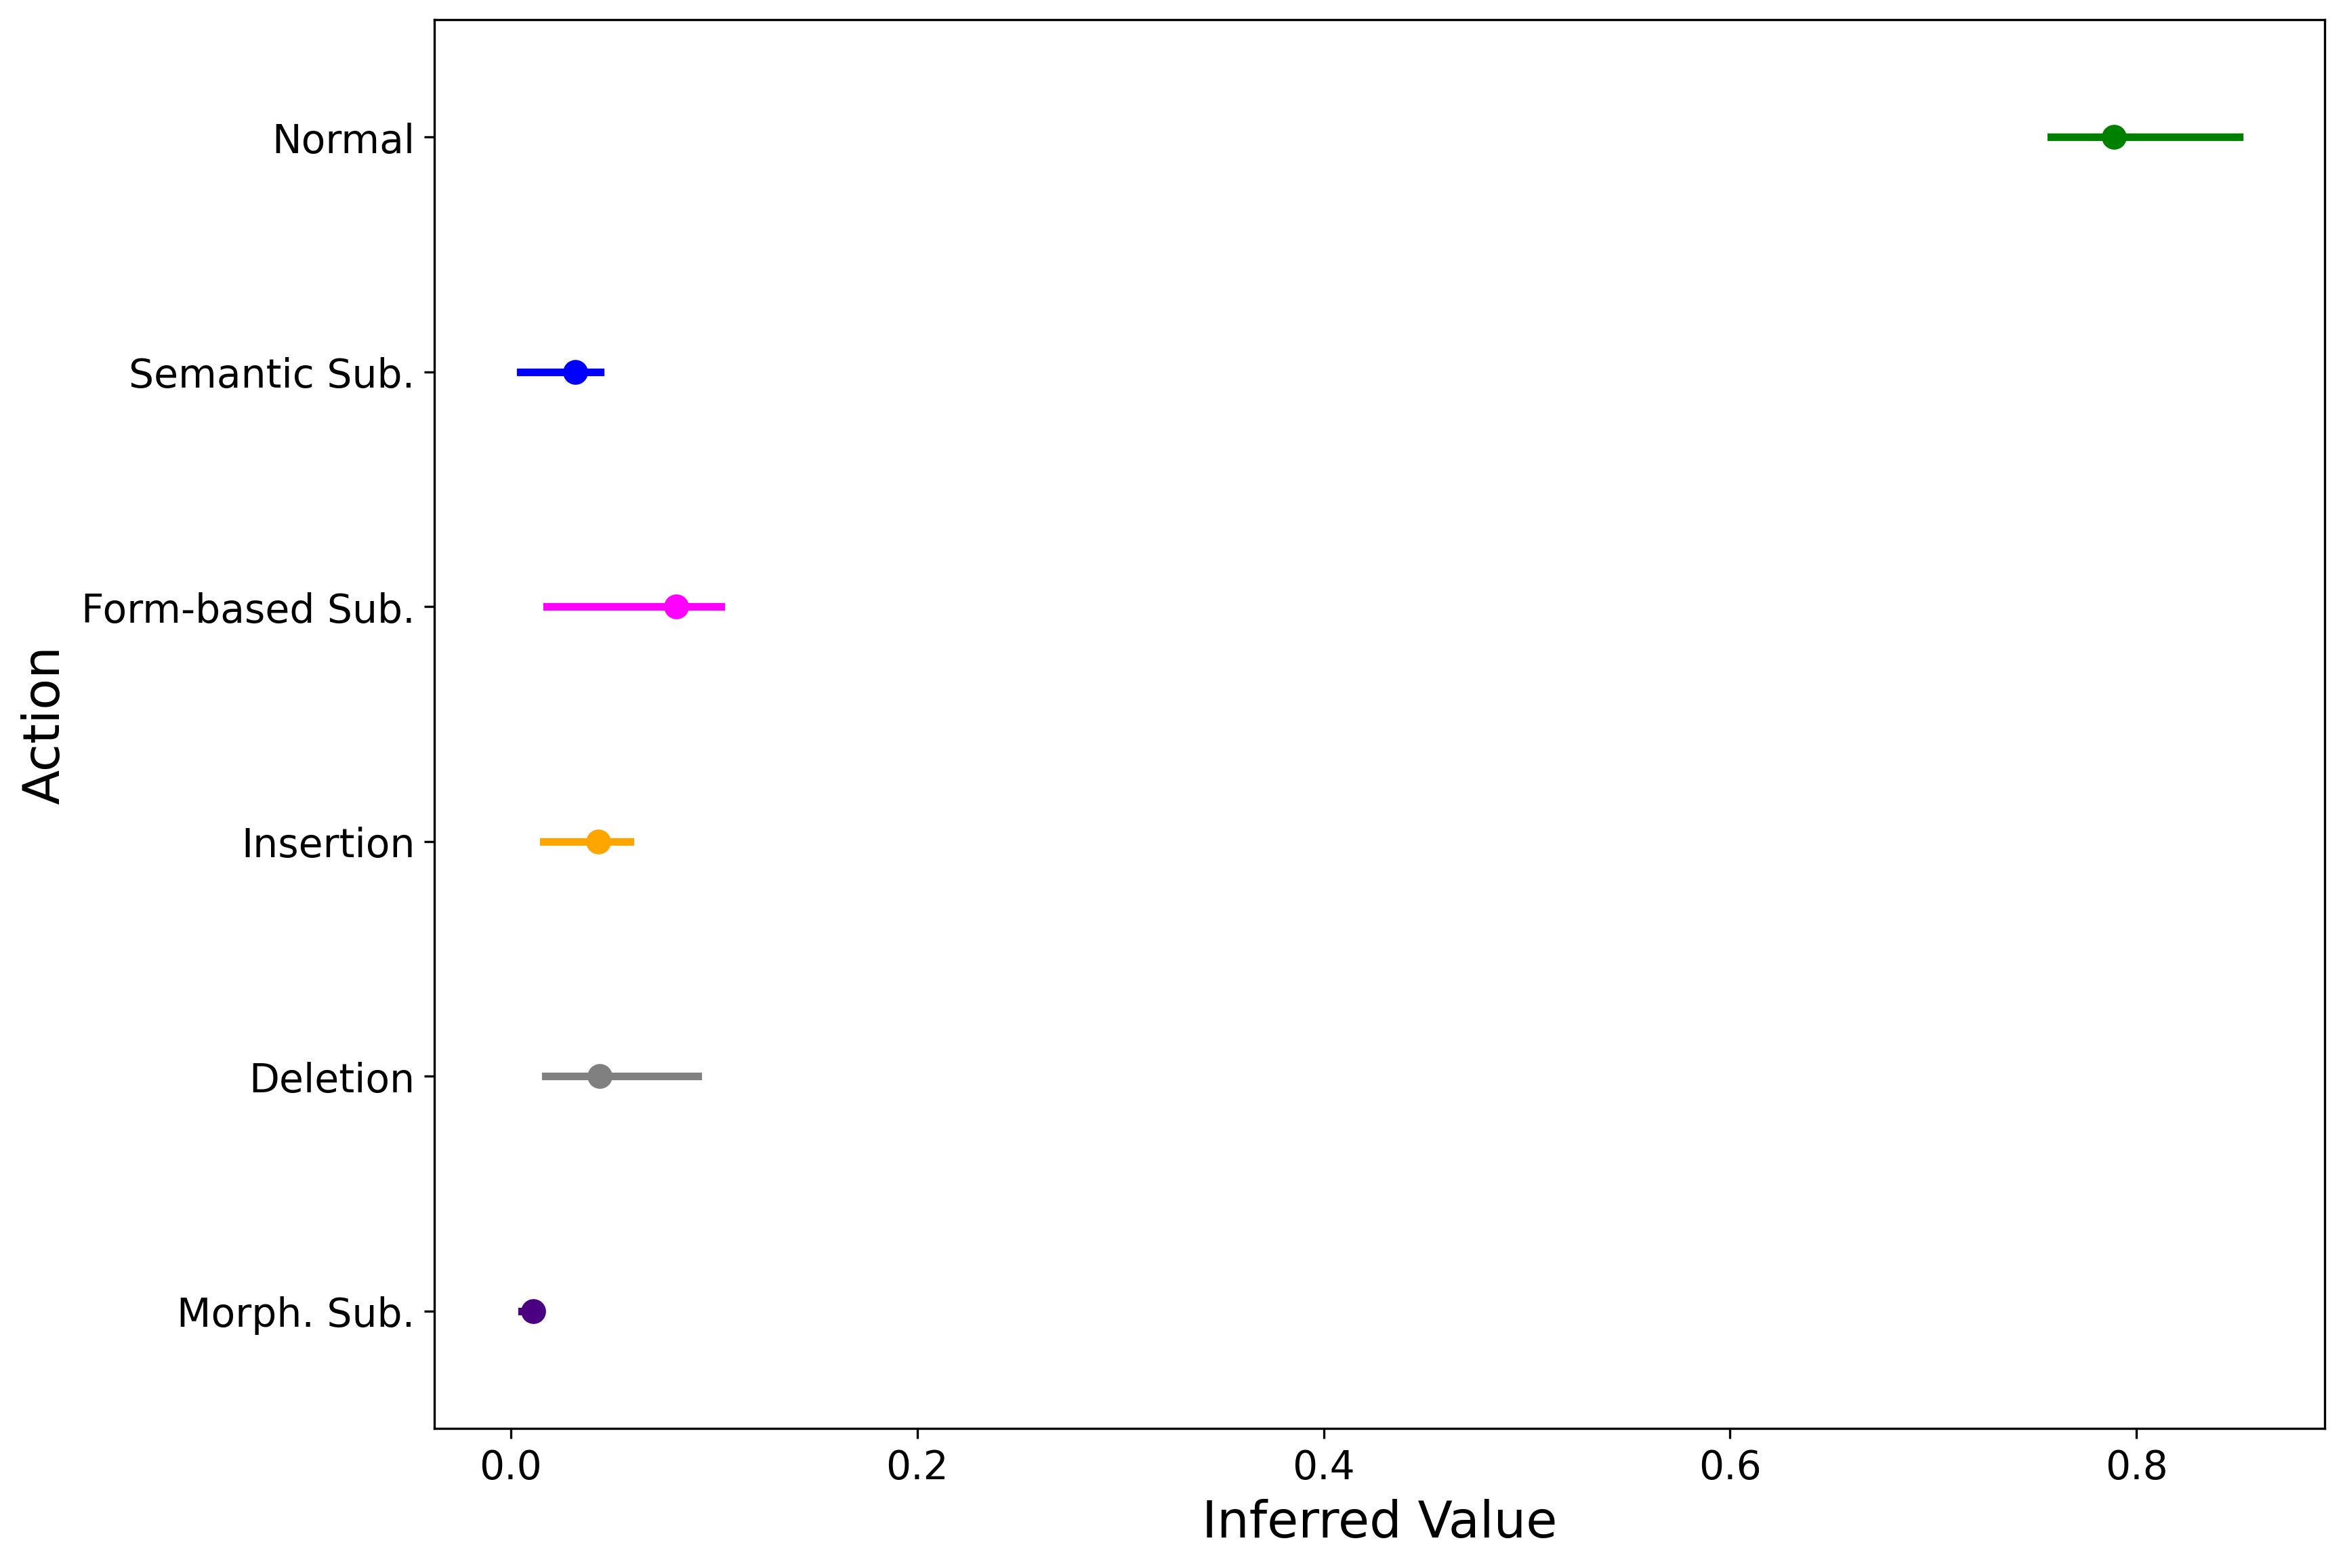 Normal
Semantic Sub.
Form-based Sub.
Insertion
Deletion
Morph. Sub.
Action
0.0 0.2 0.4 0.6 0.8
Inferred Value